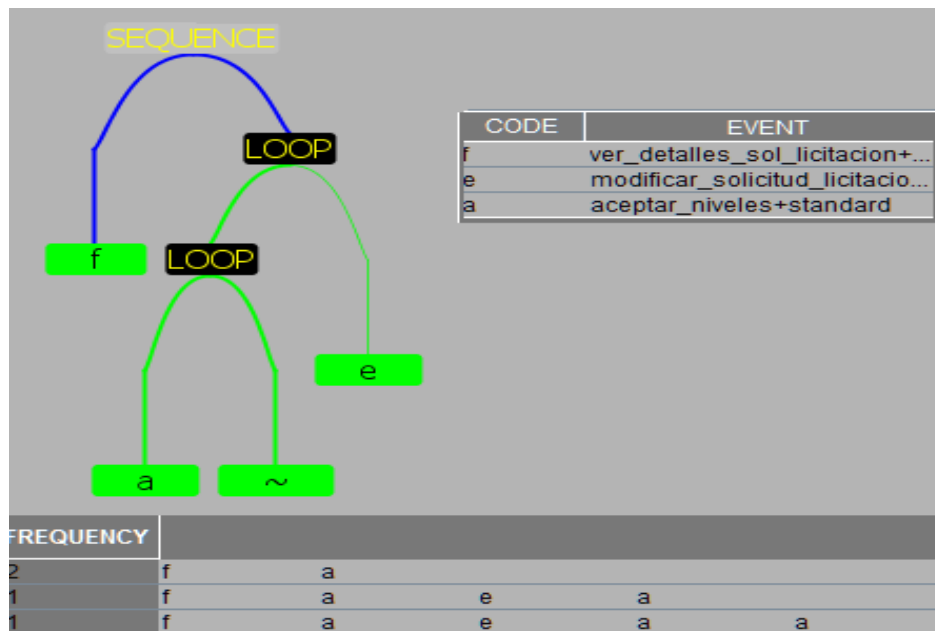 SEQUENCE
LOOP
CODE EVENT
f ver_detalles_sol_licitacion+...
e modificar_solicitud_licitacio...
a aceptar_niveles+standard
f LOOP
e
a ~
FREQUENCY
2 f a
1 f a e a
1 f a e a a